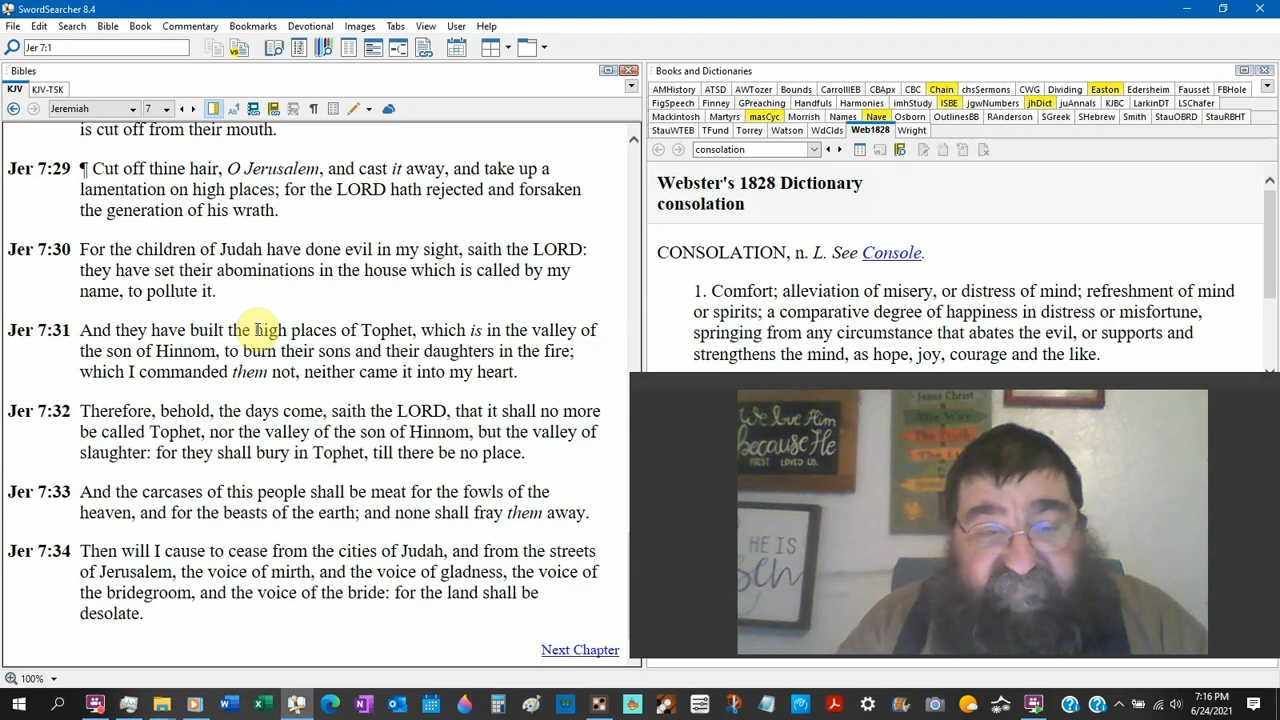 SwordSearcher 8.4
File Edit Search Bible Book Commentary Bookmarks Devotional Images Tabs View User Help
Jer 7:1
Bibles
KJV KJV-TSK
Jeremiah 7
is cut off from their mouth.
Jer 7:29 ¶ Cut off thine hair, O Jerusalem, and cast it away, and take up a
lamentation on high places; for the LORD hath rejected and forsaken
the generation of his wrath.
Jer 7:30 For the children of Judah have done evil in my sight, saith the LORD:
they have set their abominations in the house which is called by my
name, to pollute it.
Jer 7:31 And they have built the high places of Tophet, which is in the valley of
the son of Hinnom, to burn their sons and their daughters in the fire;
which I commanded them not, neither came it into my heart.
Jer 7:32 Therefore, behold, the days come, saith the LORD, that it shall no more
be called Tophet, nor the valley of the son of Hinnom, but the valley of
slaughter: for they shall bury in Tophet, till there be no place.
Jer 7:33 And the carcases of this people shall be meat for the fowls of the
heaven, and for the beasts of the earth; and none shall fray them away.
Jer 7:34 Then will I cause to cease from the cities of Judah, and from the streets
of Jerusalem, the voice of mirth, and the voice of gladness, the voice of
the bridegroom, and the voice of the bride: for the land shall be
desolate.
Next Chapter
100%
Books and Dictionaries
AMHistory ATSD AWTozer Bounds CarollBLE CBApx CBC Chain chsSermons CWG Dividing Easton Edersheim Fausset FBHole
FigSpeech Finney GPreaching Handfuls Harmonies imhStudy ISBE jgwNumbers jhDict juAnnals KJBC LarkinDT LSChafer
Mackintosh Martyrs masCyc Morrish Names Nave Osborn OutlinesBB RAnderson SGreek SHebrew Smith StauOBRD StauRBHT
StauWTEB TFund Torrey Watson WdClds Web1828 Wright
consolation
Webster's 1828 Dictionary
consolation
CONSOLATION, n. L. See Console.
1. Comfort; alleviation of misery, or distress of mind; refreshment of mind
or spirits; a comparative degree of happiness in distress or misfortune,
springing from any circumstance that abates the evil, or supports and
strengthens the mind, as hope, joy, courage and the like.
We love Him
because He
FIRST LOVED US.
Jesus Christ
The Way
The Truth
HE IS
7:16 PM
6/24/2021